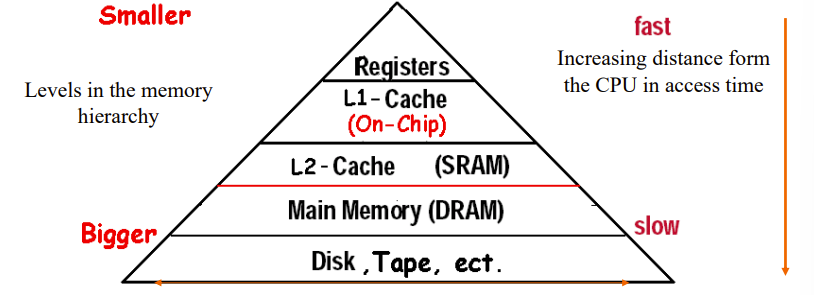 Smaller
fast
Increasing distance form
the CPU in access time
Levels in the memory
hierarchy
Registers
L1-Cache
(On-Chip)
L2-Cache (SRAM)
Main Memory (DRAM)
Bigger
slow
Disk ,Tape, ect.